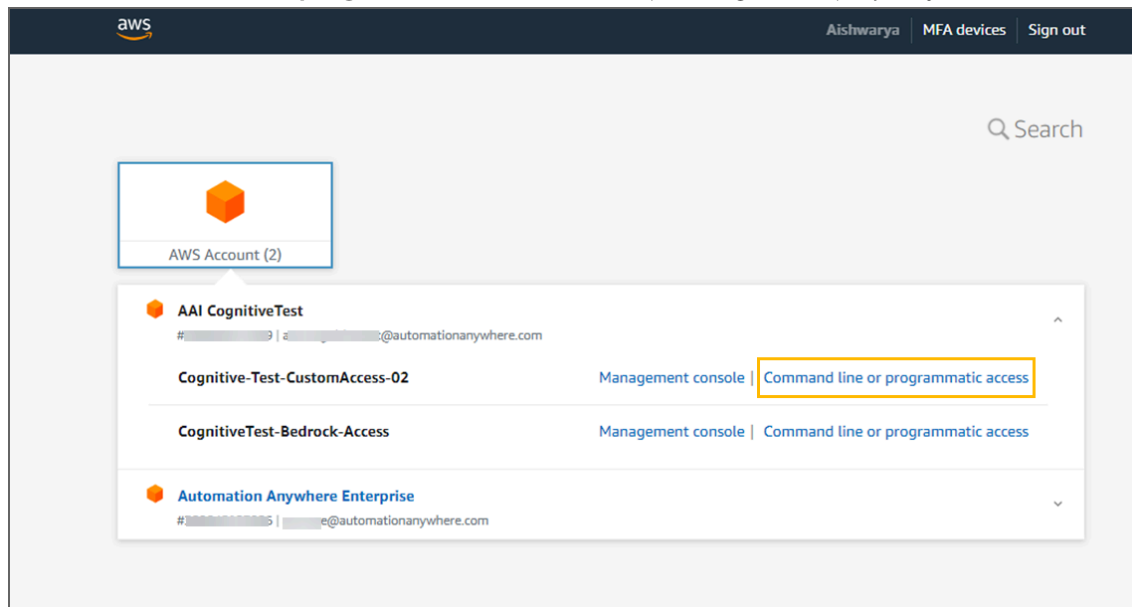 aws
Aishwarya MFA devices Sign out
Search
AWS Account (2)
AAI CognitiveTest
# 9 | a @automationanywhere.com
Cognitive-Test-CustomAccess-02 Management console | Command line or programmatic access
CognitiveTest-Bedrock-Access Management console | Command line or programmatic access
Automation Anywhere Enterprise
# | e@automationanywhere.com